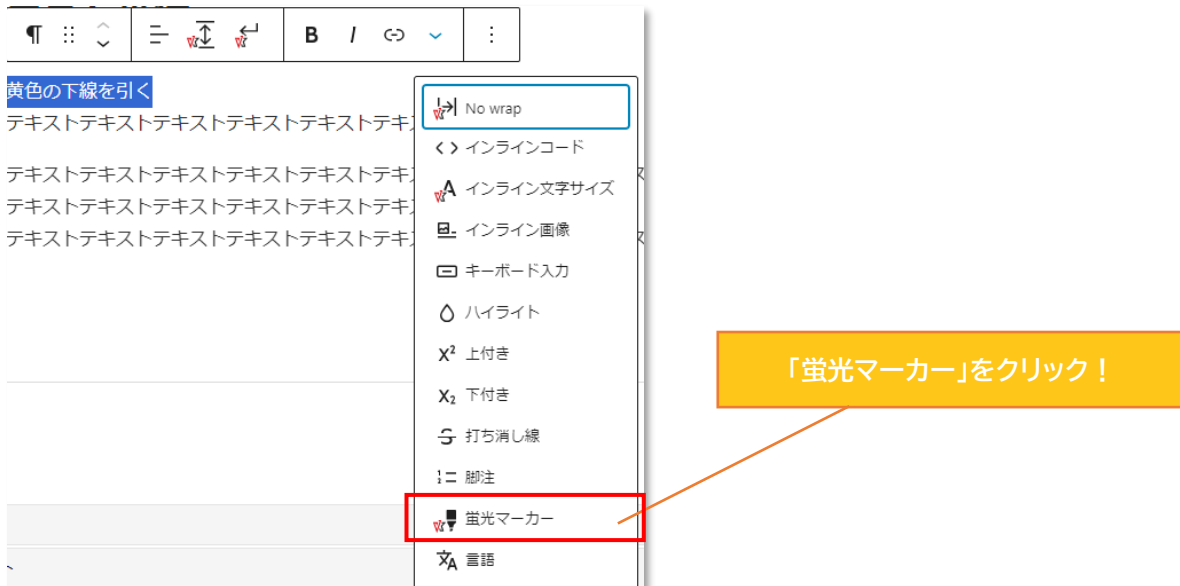 B I
黄色の下線を引く
テキストテキストテキストテキストテキストテキ
テキストテキストテキストテキストテキストテキ
テキストテキストテキストテキストテキストテキ
テキストテキストテキストテキストテキストテキ
No wrap
インラインコード
インライン文字サイズ
インライン画像
キーボード入力
ハイライト
X² 上付き
X₂ 下付き
打ち消し線
脚注
蛍光マーカー
言語
「蛍光マーカー」をクリック！